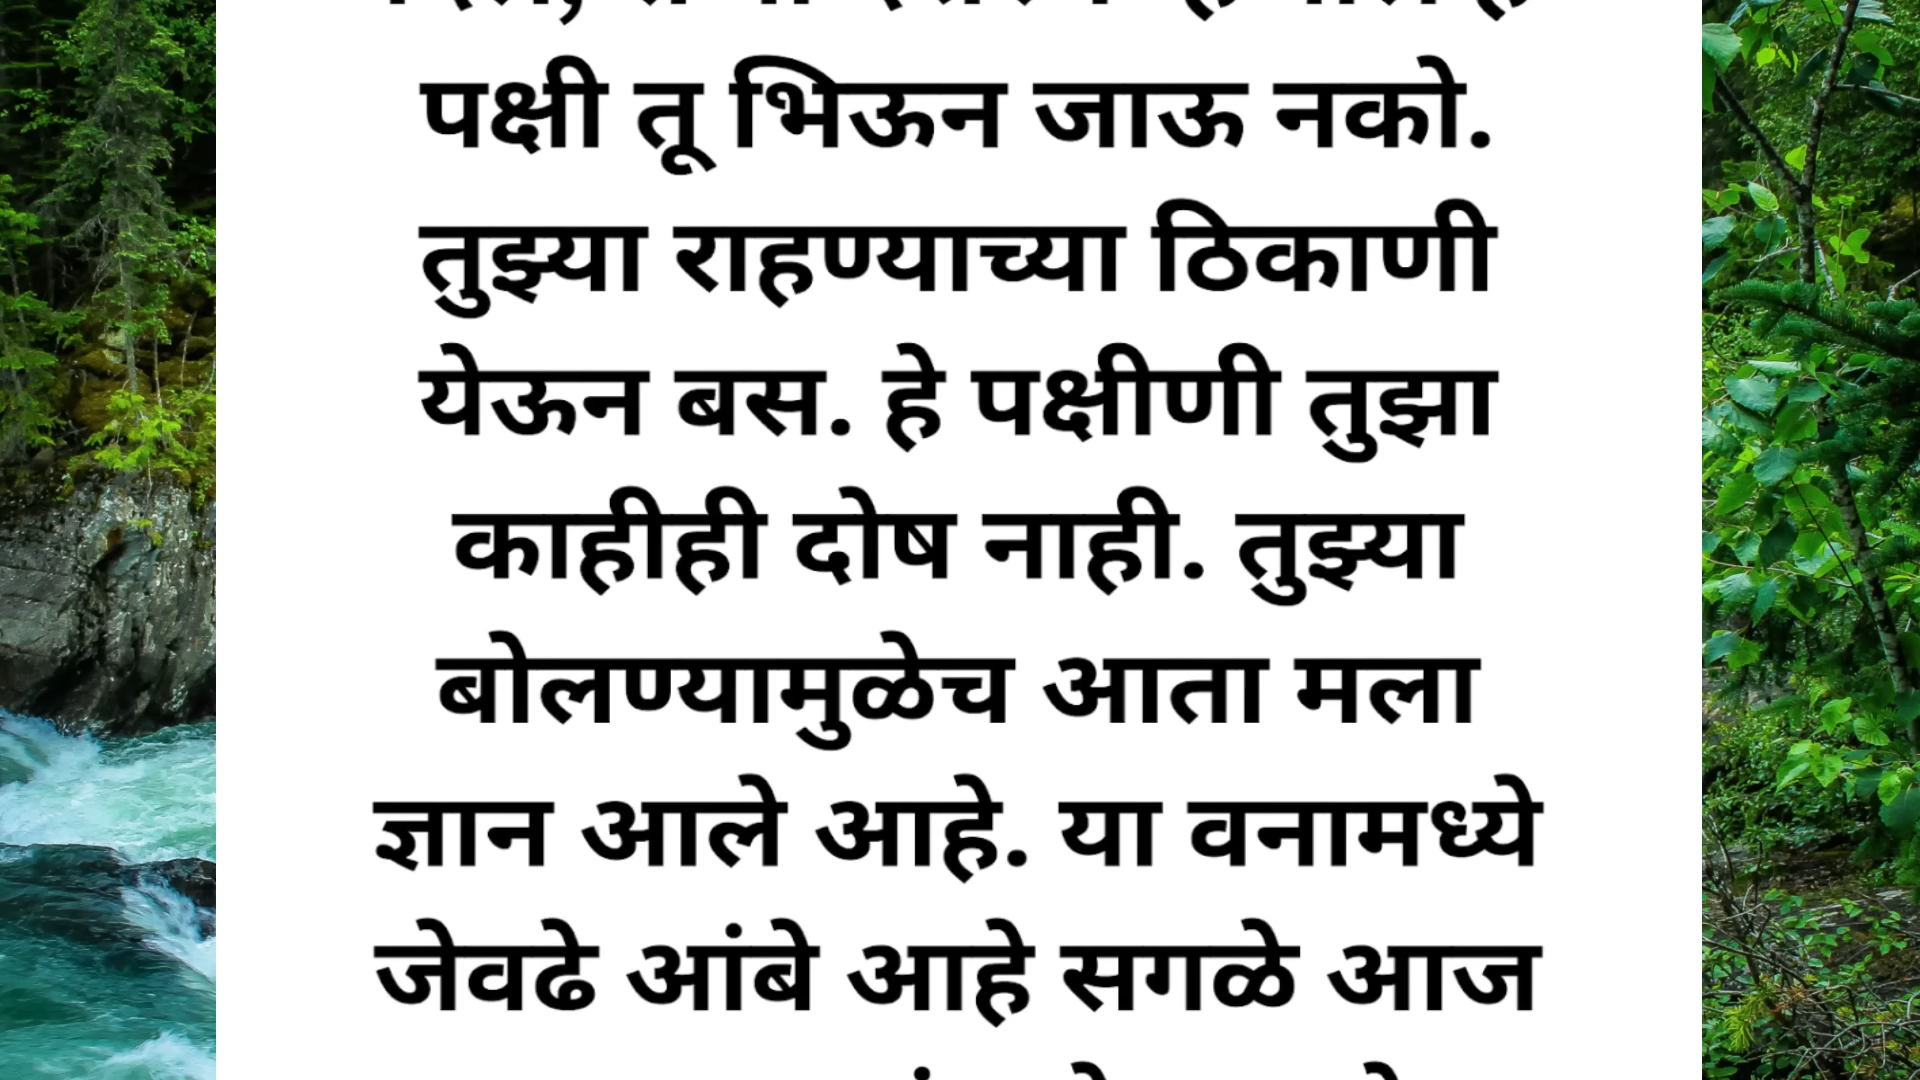 पक्षी तू भिऊन जाऊ नको.
तुझ्या राहण्याच्या ठिकाणी
येऊन बस. हे पक्षीणी तुझा
काहीही दोष नाही. तुझ्या
बोलण्यामुळेच आता मला
ज्ञान आले आहे. या वनामध्ये
जेवढे आंबे आहे सगळे आज